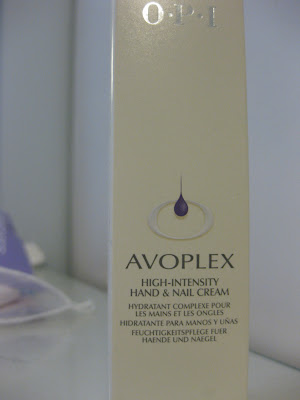 O·P·I
AVOPLEX
HIGH-INTENSITY
HAND & NAIL CREAM
HYDRATANT COMPLEXE POUR
LES MAINS ET LES ONGLES
HIDRATANTE PARA MANOS Y UÑAS
FEUCHTIGKEITSPFLEGE FUER
HAENDE UND NAEGEL